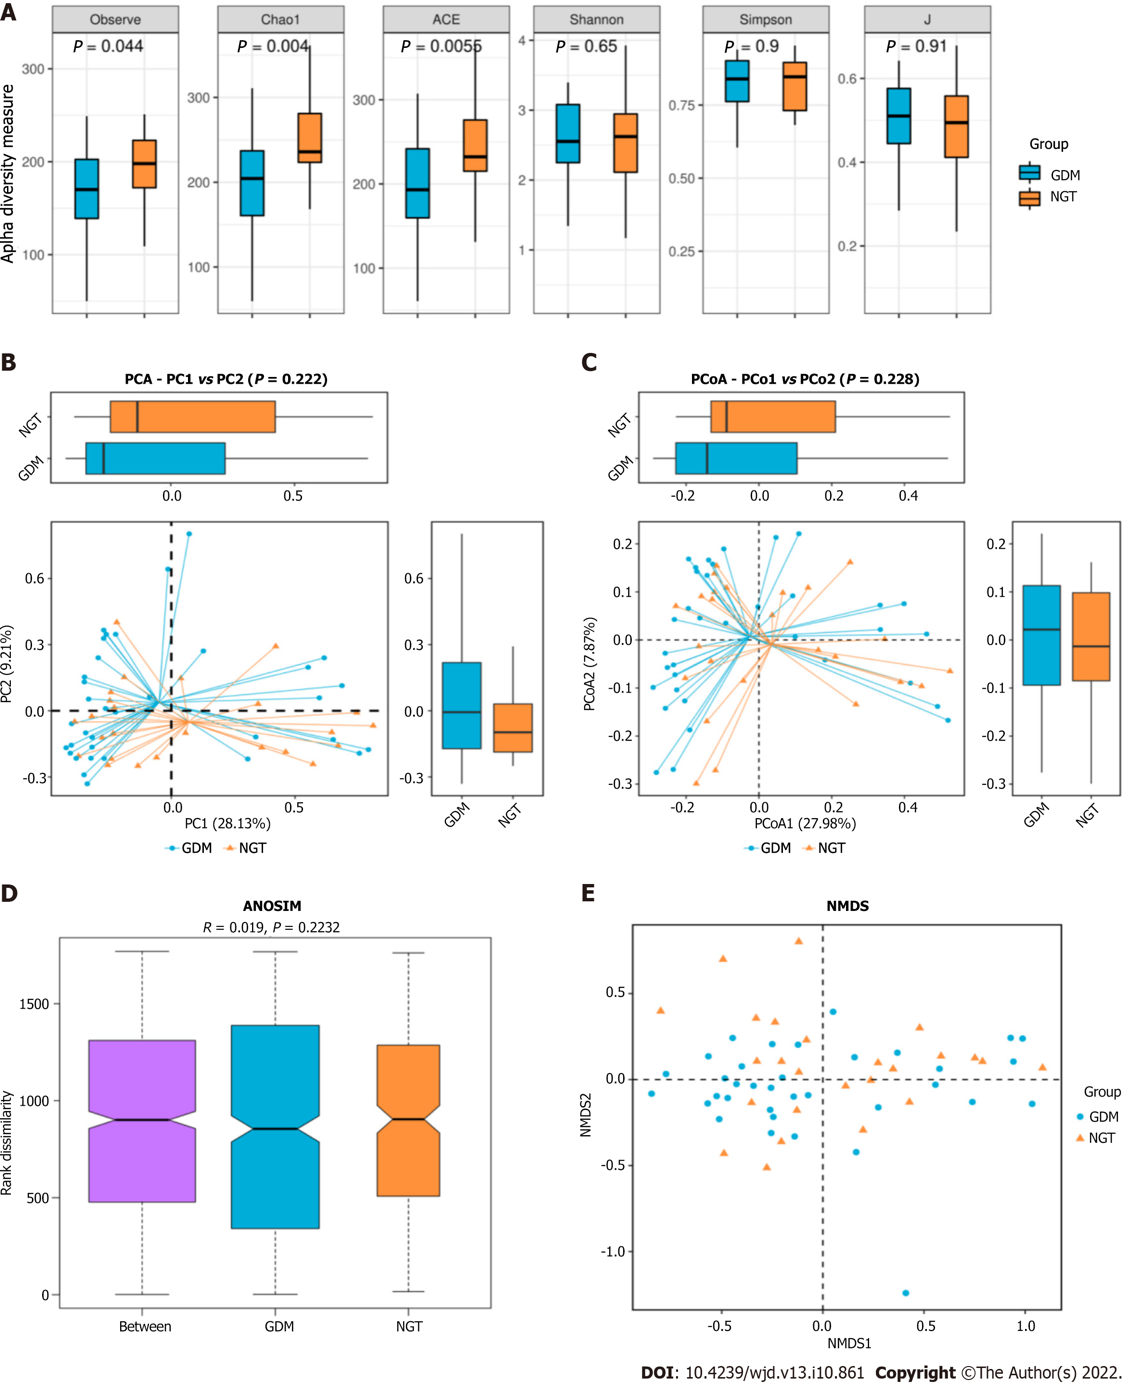 A
Observe
Chao1
ACE
Shannon
Simpson
J
P = 0.044
P = 0.004
P = 0.0055
P = 0.65
P = 0.9
P = 0.91
Aplha diversity measure
300
200
100
300
200
100
300
200
100
4
3
2
1
0.75
0.50
0.25
0.6
0.4
0.2
Group
GDM
NGT
B
PCA - PC1 vs PC2 (P = 0.222)
NGT
GDM
0.0
0.5
PC2 (9.21%)
0.6
0.3
0.0
-0.3
0.0
0.5
PC1 (28.13%)
GDM
NGT
0.6
0.3
0.0
-0.3
GDM
NGT
C
PCoA - PCo1 vs PCo2 (P = 0.228)
NGT
GDM
-0.2
0.0
0.2
0.4
PCoA2 (7.87%)
0.2
0.1
0.0
-0.1
-0.2
-0.3
-0.2
0.0
0.2
0.4
PCoA1 (27.98%)
GDM
NGT
0.2
0.1
0.0
-0.1
-0.2
-0.3
GDM
NGT
D
ANOSIM
R = 0.019, P = 0.2232
Rank dissimilarity
1500
1000
500
0
Between
GDM
NGT
E
NMDS
NMDS2
0.5
0.0
-0.5
-1.0
-0.5
0.0
0.5
1.0
NMDS1
Group
GDM
NGT
DOI: 10.4239/wjd.v13.i10.861 Copyright ©The Author(s) 2022.